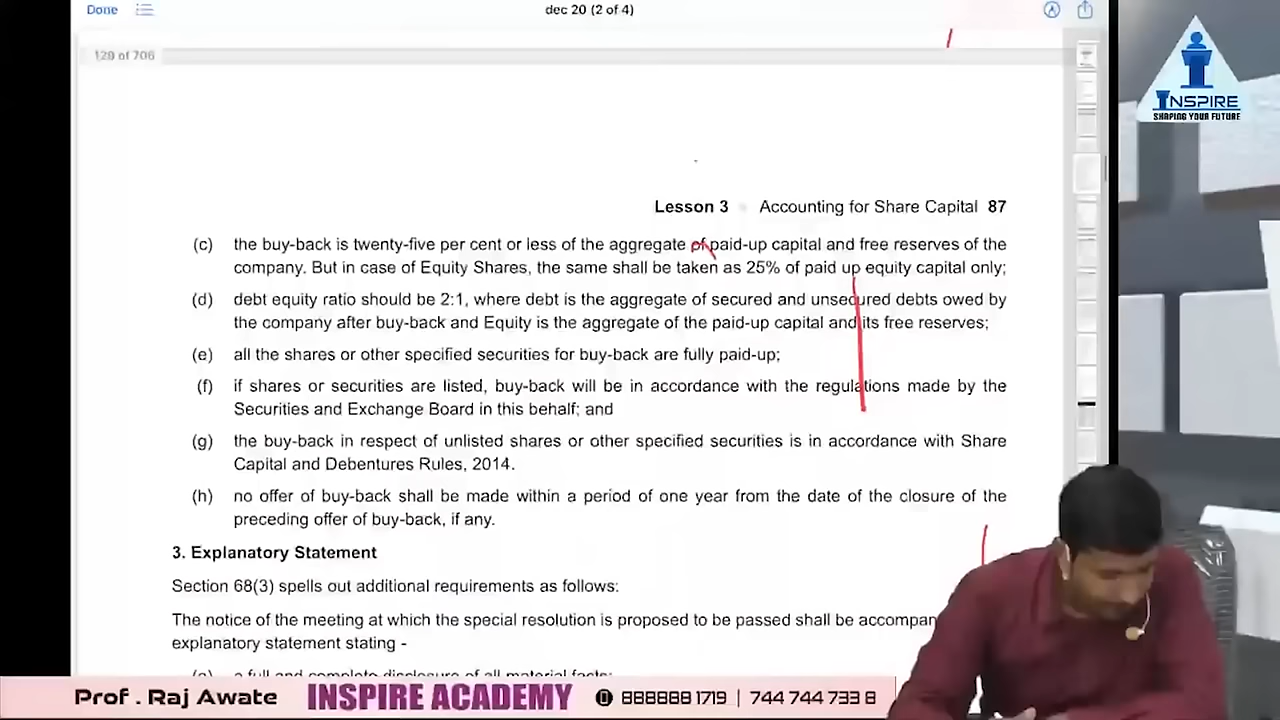 Done
dec 20 (2 of 4)
129 of 706
INSPIRE
SHAPING YOUR FUTURE
Lesson 3 Accounting for Share Capital 87
(c) the buy-back is twenty-five per cent or less of the aggregate of paid-up capital and free reserves of the
company. But in case of Equity Shares, the same shall be taken as 25% of paid up equity capital only;
(d) debt equity ratio should be 2:1, where debt is the aggregate of secured and unsecured debts owed by
the company after buy-back and Equity is the aggregate of the paid-up capital and its free reserves;
(e) all the shares or other specified securities for buy-back are fully paid-up;
(f) if shares or securities are listed, buy-back will be in accordance with the regulations made by the
Securities and Exchange Board in this behalf; and
(g) the buy-back in respect of unlisted shares or other specified securities is in accordance with Share
Capital and Debentures Rules, 2014.
(h) no offer of buy-back shall be made within a period of one year from the date of the closure of the
preceding offer of buy-back, if any.
3. Explanatory Statement
Section 68(3) spells out additional requirements as follows:
The notice of the meeting at which the special resolution is proposed to be passed shall be accompan
explanatory statement stating -
(a) a full and complete disclosure of all material facts;
Prof . Raj Awate INSPIRE ACADEMY 888888 1719 | 744 744 733 8